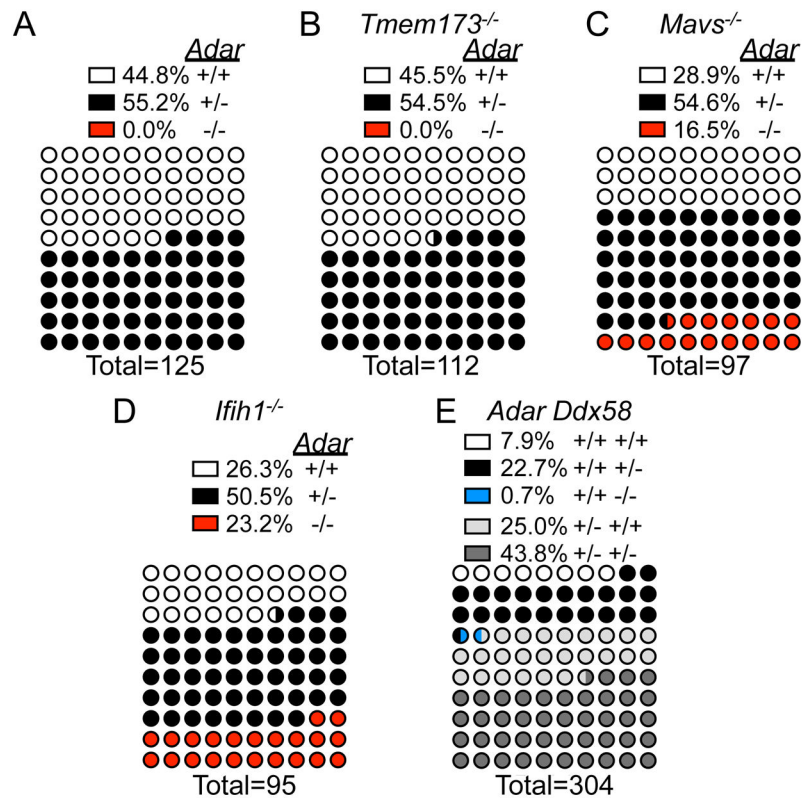 A
Adar
44.8% +/+
55.2% +/-
0.0% -/-
Total=125
B
Tmem173-/-
Adar
45.5% +/+
54.5% +/-
0.0% -/-
Total=112
C
Mavs-/-
Adar
28.9% +/+
54.6% +/-
16.5% -/-
Total=97
D
Ifih1-/-
Adar
26.3% +/+
50.5% +/-
23.2% -/-
Total=95
E
Adar Ddx58
7.9% +/+ +/+
22.7% +/+ +/-
0.7% +/+ -/-
25.0% +/- +/+
43.8% +/- +/-
Total=304